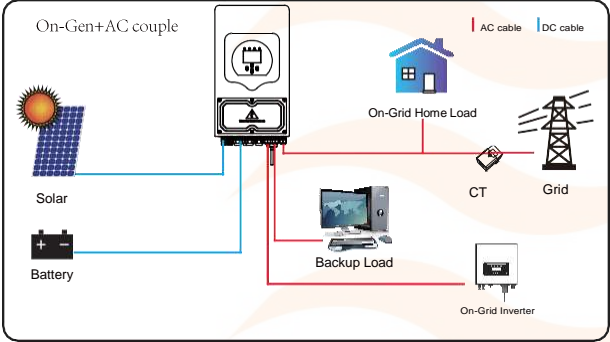 On-Gen+AC couple
AC cable
DC cable
On-Grid Home Load
CT
Grid
Solar
Battery
Backup Load
On-Grid Inverter